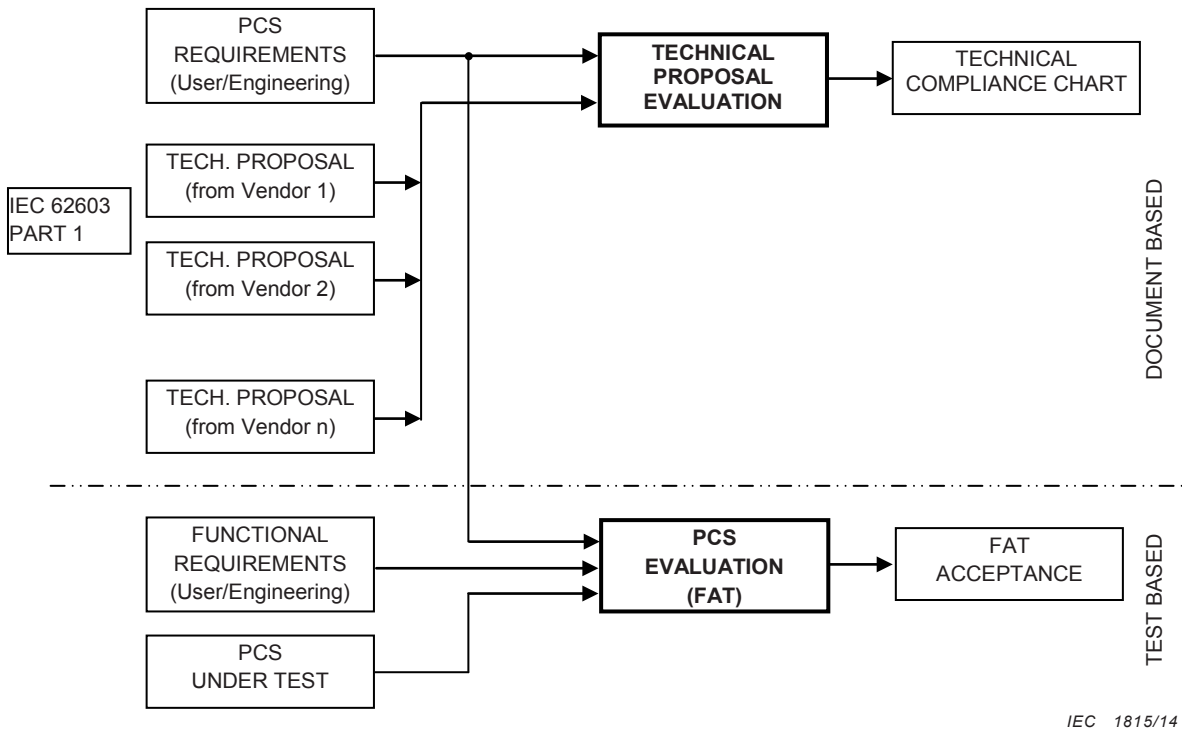 PCS
REQUIREMENTS
(User/Engineering)
TECHNICAL
PROPOSAL
EVALUATION
TECHNICAL
COMPLIANCE CHART
TECH. PROPOSAL
(from Vendor 1)
IEC 62603
PART 1
TECH. PROPOSAL
(from Vendor 2)
TECH. PROPOSAL
(from Vendor n)
DOCUMENT BASED
FUNCTIONAL
REQUIREMENTS
(User/Engineering)
PCS
EVALUATION
(FAT)
FAT
ACCEPTANCE
PCS
UNDER TEST
TEST BASED
IEC 1815/14